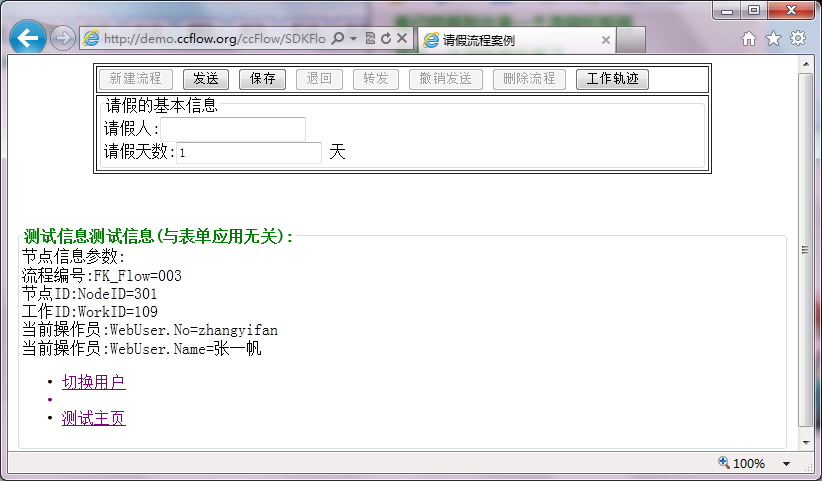 http://demo.ccflow.org/ccFlow/SDKFlo
请假流程案例
新建流程 发送 保存 退回 转发 撤销发送 删除流程 工作轨迹
请假的基本信息
请假人:
请假天数:1 天
测试信息测试信息(与表单应用无关):
节点信息参数:
流程编号:FK_Flow=003
节点ID:NodeID=301
工作ID:WorkID=109
当前操作员:WebUser.No=zhangyifan
当前操作员:WebUser.Name=张一帆
• 切换用户
•
• 测试主页
100%